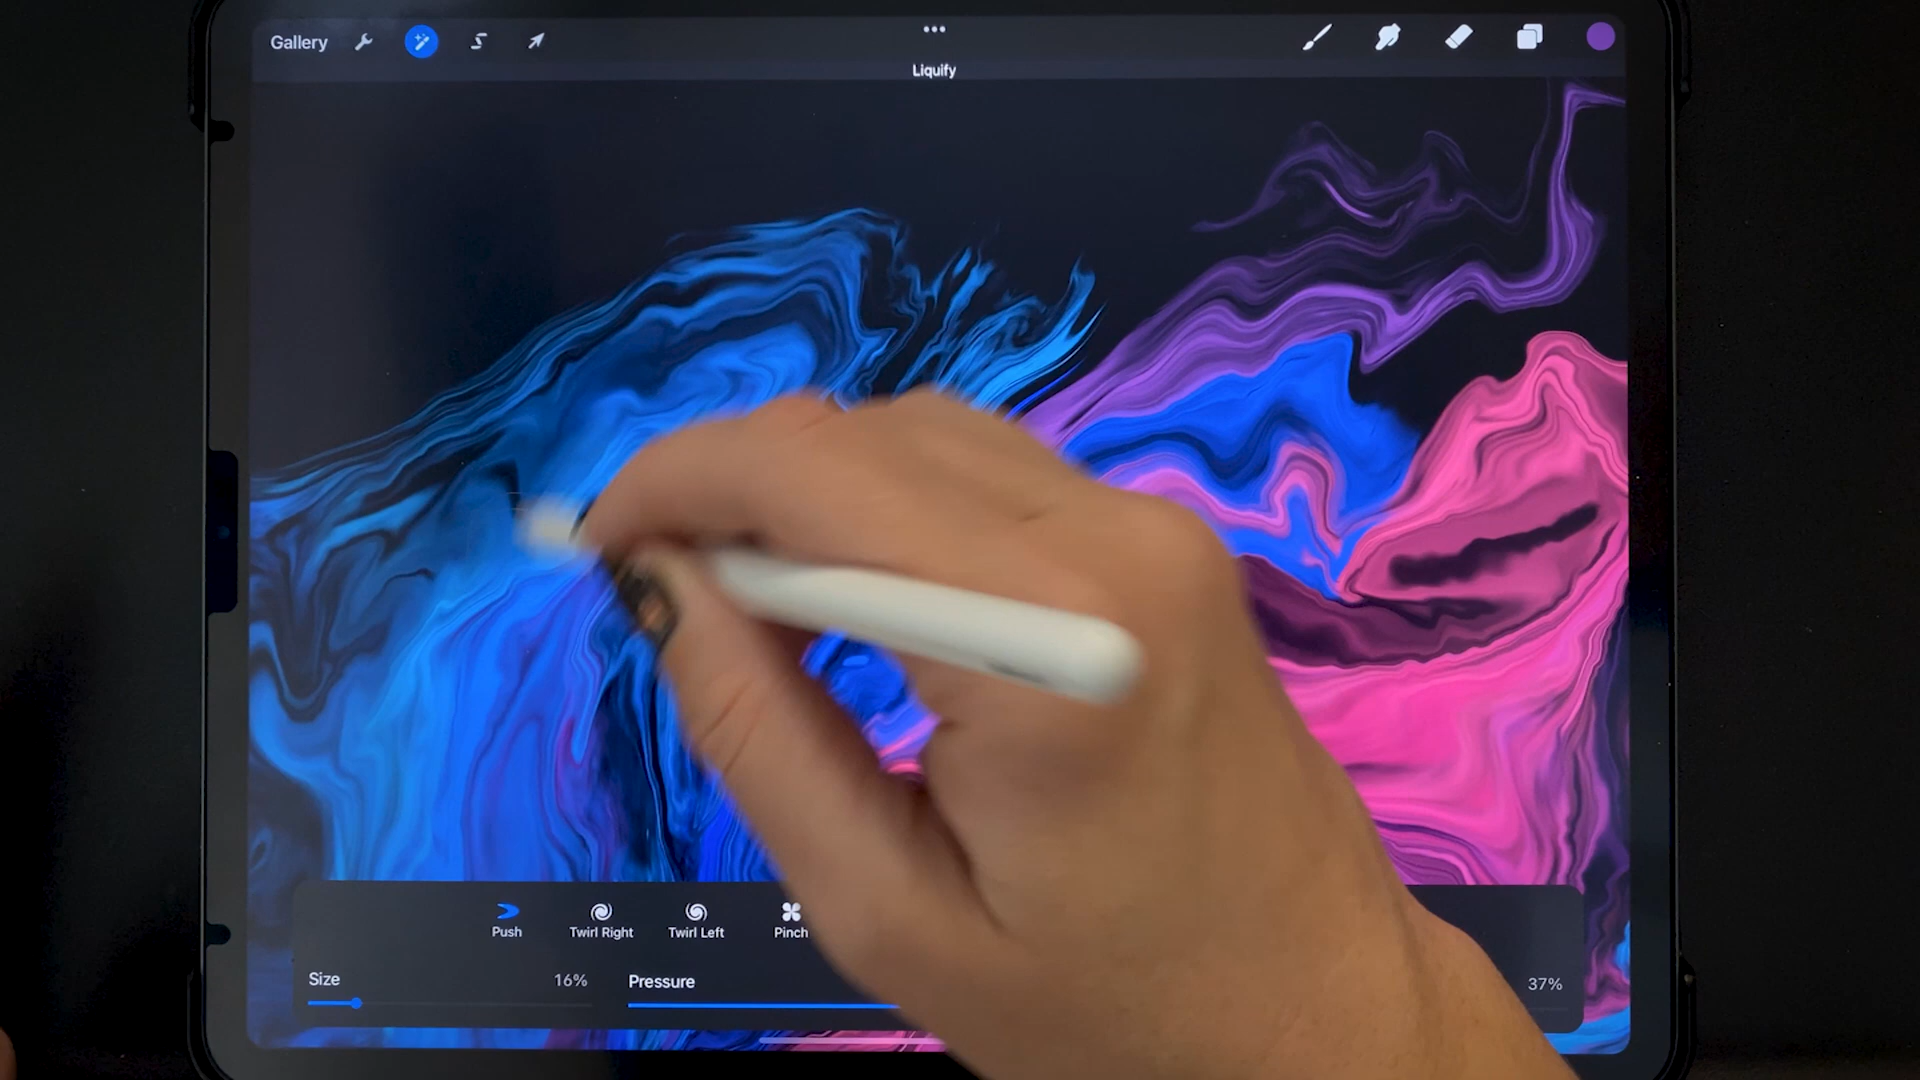 Gallery
Liquify
Push
Twirl Right
Twirl Left
Pinch
Size
16%
Pressure
37%